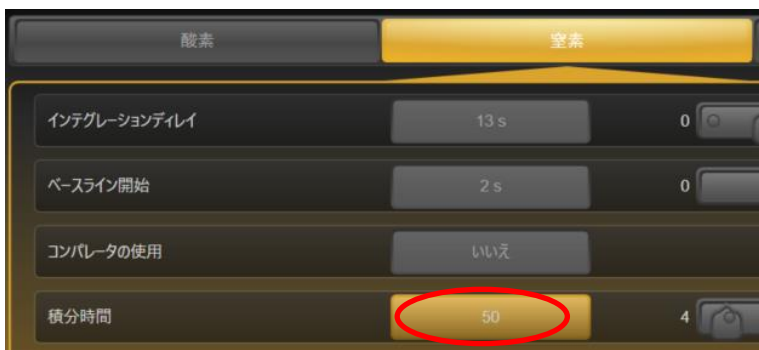 酸素 窒素
インテグレーションディレイ 13 s 0
ベースライン開始 2 s 0
コンパレータの使用 いいえ
積分時間 50 4